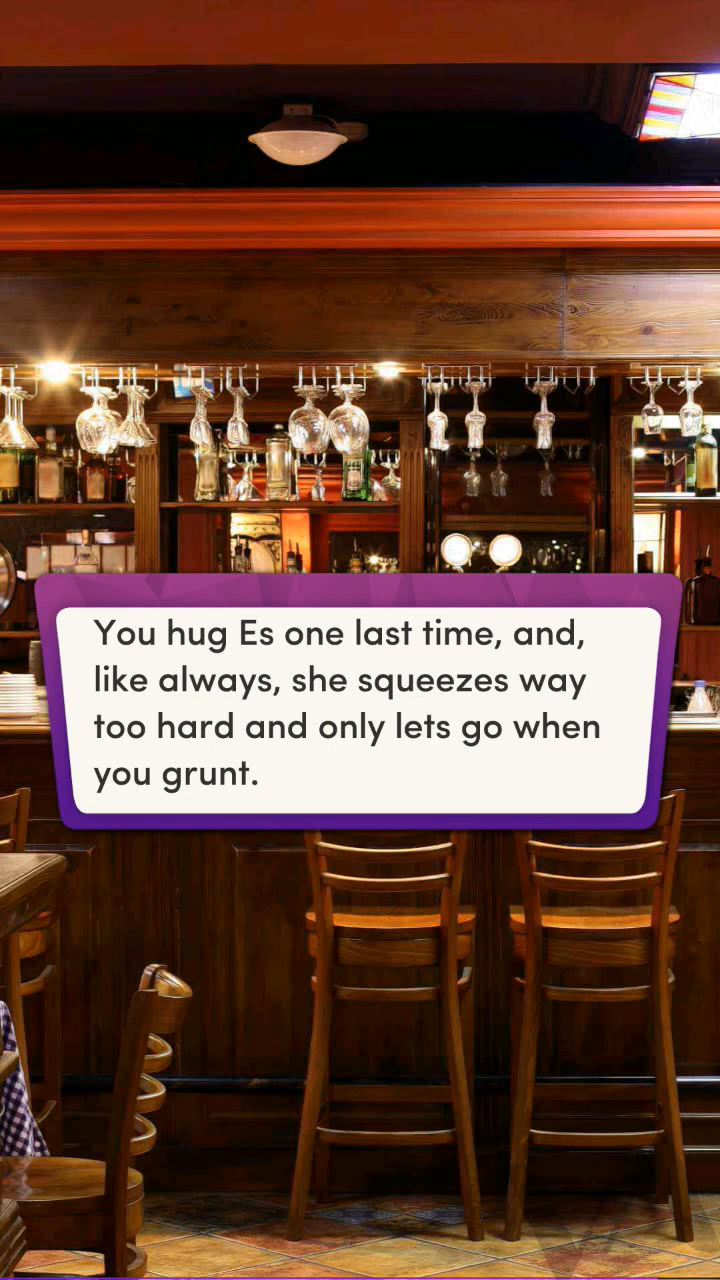 You hug Es one last time, and,
like always, she squeezes way
too hard and only lets go when
you grunt.